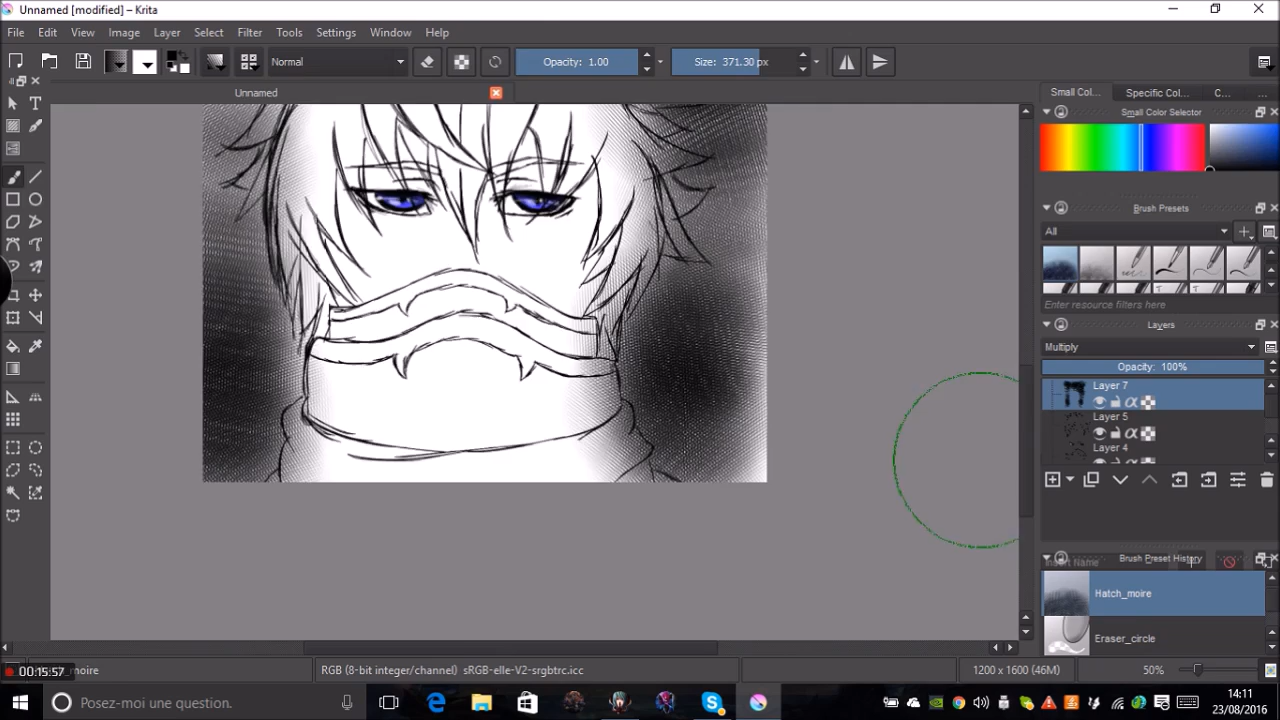 Unnamed [modified] – Krita
File Edit View Image Layer Select Filter Tools Settings Window Help
Normal Opacity: 1.00 Size: 371.30 px
Unnamed
Small Col... Specific Col... C... ...
Small Color Selector
Brush Presets
All
Enter resource filters here
Layers
Multiply
Opacity: 100%
Layer 7
Layer 5
Layer 4
Brush Preset History
Insert Name
Hatch_moire
Eraser_circle
00:15:57 moire
RGB (8-bit integer/channel) sRGB-elle-V2-srgbtrc.icc
1200 x 1600 (46M)
50%
Posez-moi une question.
14:11
23/08/2016